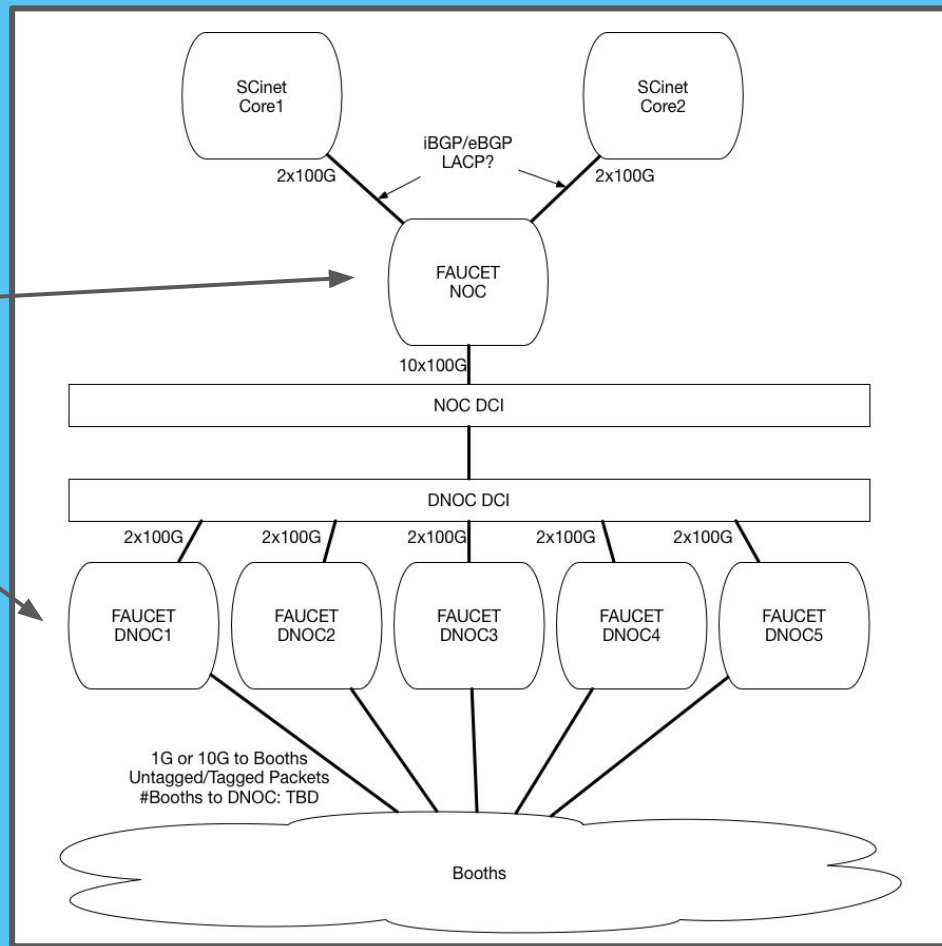 SCinet
Core1
SCinet
Core2
iBGP/eBGP
LACP?
2x100G
2x100G
FAUCET
NOC
10x100G
NOC DCI
DNOC DCI
2x100G
2x100G
2x100G
2x100G
2x100G
FAUCET
DNOC1
FAUCET
DNOC2
FAUCET
DNOC3
FAUCET
DNOC4
FAUCET
DNOC5
1G or 10G to Booths
Untagged/Tagged Packets
#Booths to DNOC: TBD
Booths